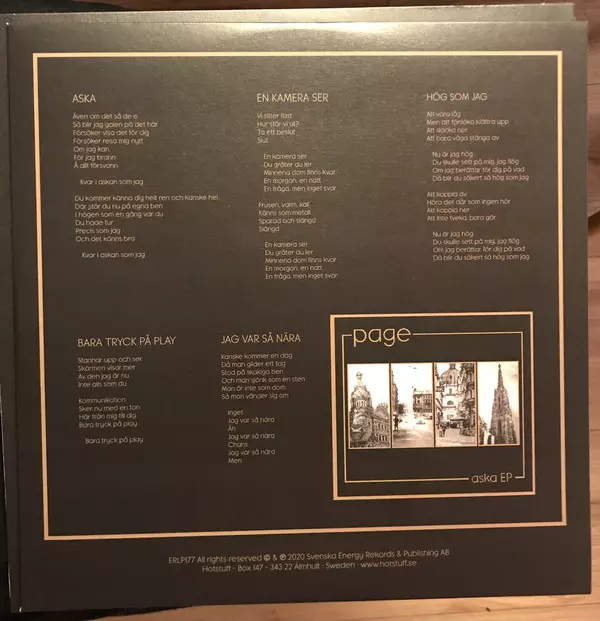 ASKA
Även om det så de e
Så blir jag galen på det här
Försöker visa det för dig
Försöker resa mig nytt
Om jag kan
För jag brann
Å allt försvann
Kvar i askan som jag
Du kommer känna dig helt ren och kanske hel
Där står du nu på egna ben
I högen som en gång var du
Du hade tur
Precis som jag
Och det känns bra
Kvar i askan som jag
EN KAMERA SER
Vi sitter fast
Hur står vi ut?
Ta ett beslut
Slut
En kamera ser
Du gråter du ler
Minnena dom finns kvar
En morgon, en natt
En fråga, men inget svar
Frusen, varm, kall
Känns som metall
Sparad och slängd
Slängd
En kamera ser
Du gråter du ler
Minnena dom finns kvar
En morgon, en natt
En fråga, men inget svar
HÖG SOM JAG
Att vara låg
Men att försöka klättra upp
Att släcka ner
Att bara våga stänga av
Nu är jag hög
Du skulle sett på mig, jag flög
Om jag berättar för dig på vad
Då blir du säkert så hög som jag
Att koppla av
Höra det där som ingen hör
Att koppla ner
Att inte tveka, bara gör
Nu är jag hög
Du skulle sett på mig, jag flög
Om jag berättar för dig på vad
Då blir du säkert så hög som jag
BARA TRYCK PÅ PLAY
Stannar upp och ser
Skärmen visar mer
Av den jag är nu
Inte alls som du
Kommunikation
Sker nu med en ton
Här från mig till dig
Bara tryck på play
Bara tryck på play
JAG VAR SÅ NÄRA
Kanske kommer en dag
Då man gillar ett tag
Stod på skakiga ben
Och man sjönk som en sten
Man är inte som dom
Så man vänder sig om
Inget
Jag var så nära
Än
Jag var så nära
Chans
Jag var så nära
Men
page
aska EP
ERLP177 All rights reserved © & ℗ 2020 Svenska Energy Rekords & Publishing AB
Hotstuff - Box 147 - 343 22 Älmhult - Sweden - www.hotstuff.se